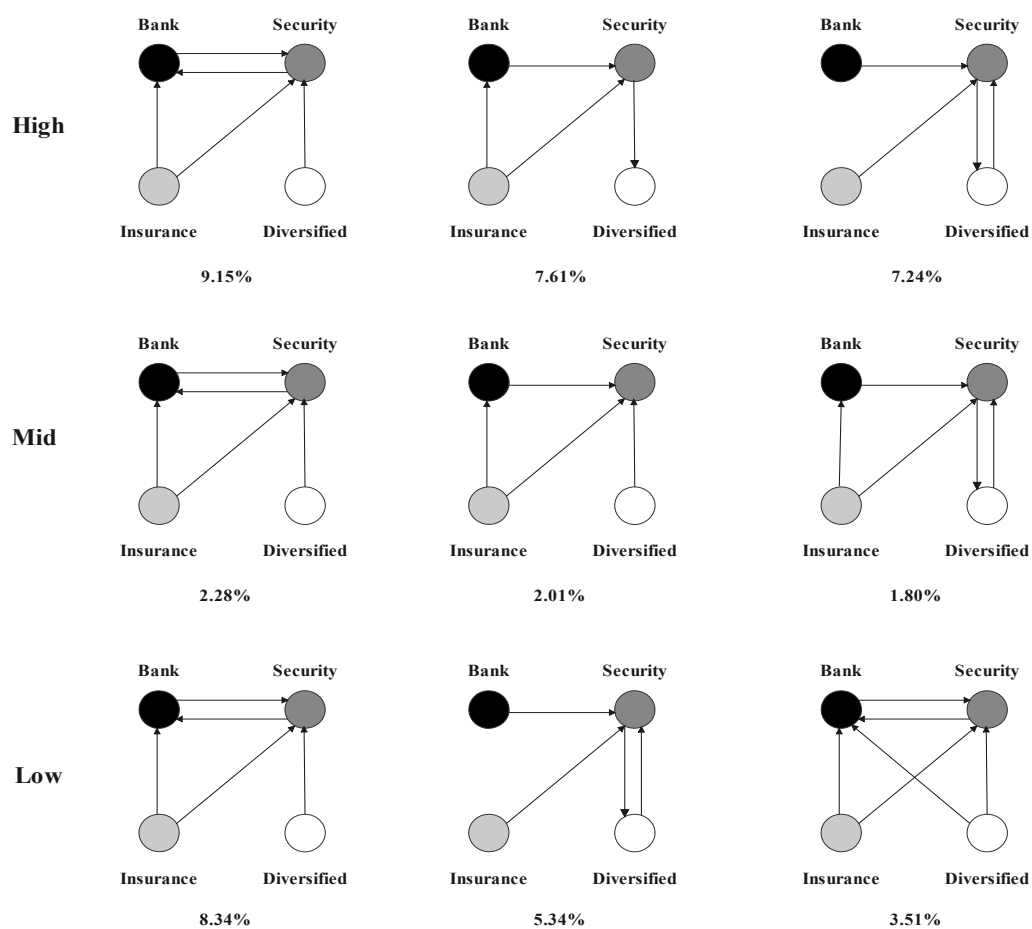 Bank Security Bank Security Bank Security
High
Insurance Diversified Insurance Diversified Insurance Diversified
9.15% 7.61% 7.24%
Bank Security Bank Security Bank Security
Mid
Insurance Diversified Insurance Diversified Insurance Diversified
2.28% 2.01% 1.80%
Bank Security Bank Security Bank Security
Low
Insurance Diversified Insurance Diversified Insurance Diversified
8.34% 5.34% 3.51%